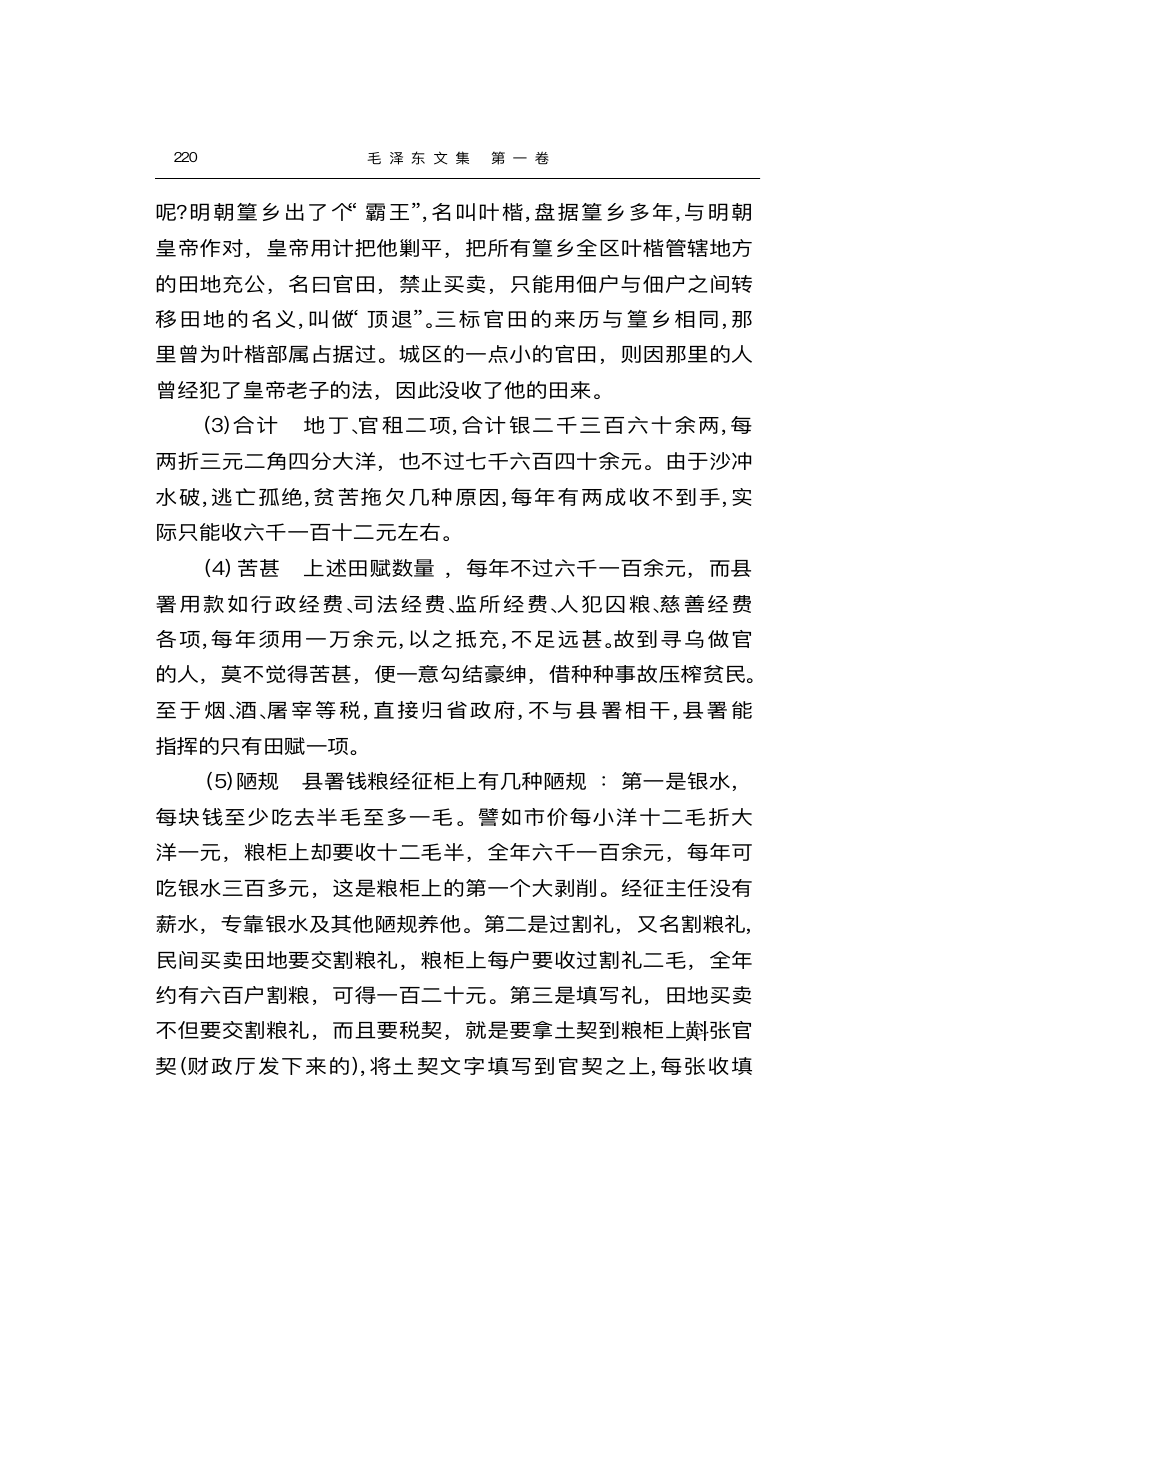 220 毛泽东文集 第一卷
呢?明朝篁乡出了个“霸王”,名叫叶楷,盘据篁乡多年,与明朝
皇帝作对，皇帝用计把他剿平，把所有篁乡全区叶楷管辖地方
的田地充公，名曰官田，禁止买卖，只能用佃户与佃户之间转
移田地的名义,叫做“顶退”。三标官田的来历与篁乡相同,那
里曾为叶楷部属占据过。城区的一点小的官田，则因那里的人
曾经犯了皇帝老子的法，因此没收了他的田来。
(3)合计 地丁、官租二项,合计银二千三百六十余两,每
两折三元二角四分大洋，也不过七千六百四十余元。由于沙冲
水破,逃亡孤绝,贫苦拖欠几种原因,每年有两成收不到手,实
际只能收六千一百十二元左右。
(4)苦甚 上述田赋数量，每年不过六千一百余元，而县
署用款如行政经费、司法经费、监所经费、人犯囚粮、慈善经费
各项,每年须用一万余元,以之抵充,不足远甚。故到寻乌做官
的人，莫不觉得苦甚，便一意勾结豪绅，借种种事故压榨贫民。
至于烟、酒、屠宰等税,直接归省政府,不与县署相干,县署能
指挥的只有田赋一项。
(5)陋规 县署钱粮经征柜上有几种陋规：第一是银水，
每块钱至少吃去半毛至多一毛。譬如市价每小洋十二毛折大
洋一元，粮柜上却要收十二毛半，全年六千一百余元，每年可
吃银水三百多元，这是粮柜上的第一个大剥削。经征主任没有
薪水，专靠银水及其他陋规养他。第二是过割礼，又名割粮礼，
民间买卖田地要交割粮礼，粮柜上每户要收过割礼二毛，全年
约有六百户割粮，可得一百二十元。第三是填写礼，田地买卖
不但要交割粮礼，而且要税契，就是要拿土契到粮柜上斢张官
契(财政厅发下来的),将土契文字填写到官契之上,每张收填